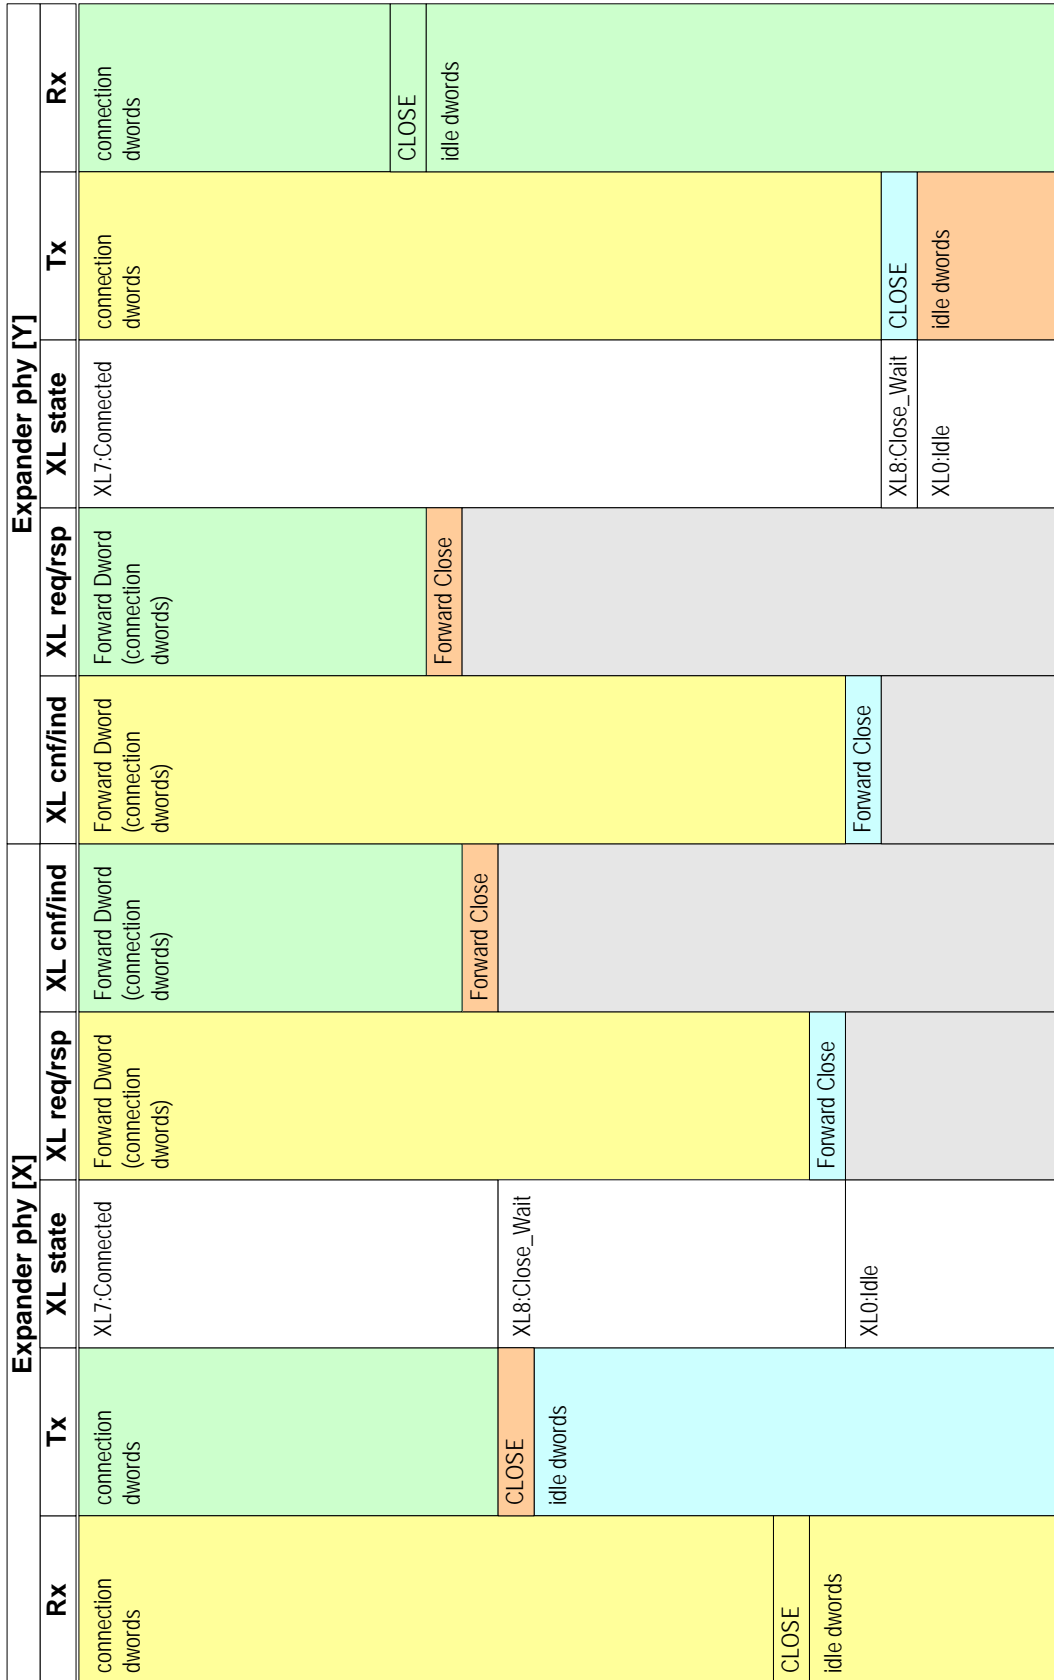 Expander phy [X]
Expander phy [Y]
Rx
Tx
XL state
XL req/rsp
XL cnf/ind
XL cnf/ind
XL req/rsp
XL state
Tx
Rx
connection
dwords
CLOSE
idle dwords
connection
dwords
CLOSE
idle dwords
XL7:Connected
XL8:Close_Wait
XL0:Idle
Forward Dword
(connection
dwords)
Forward Close
Forward Dword
(connection
dwords)
Forward Close
Forward Dword
(connection
dwords)
Forward Close
Forward Dword
(connection
dwords)
Forward Close
XL7:Connected
XL8:Close_Wait
XL0:Idle
connection
dwords
CLOSE
idle dwords
connection
dwords
CLOSE
idle dwords